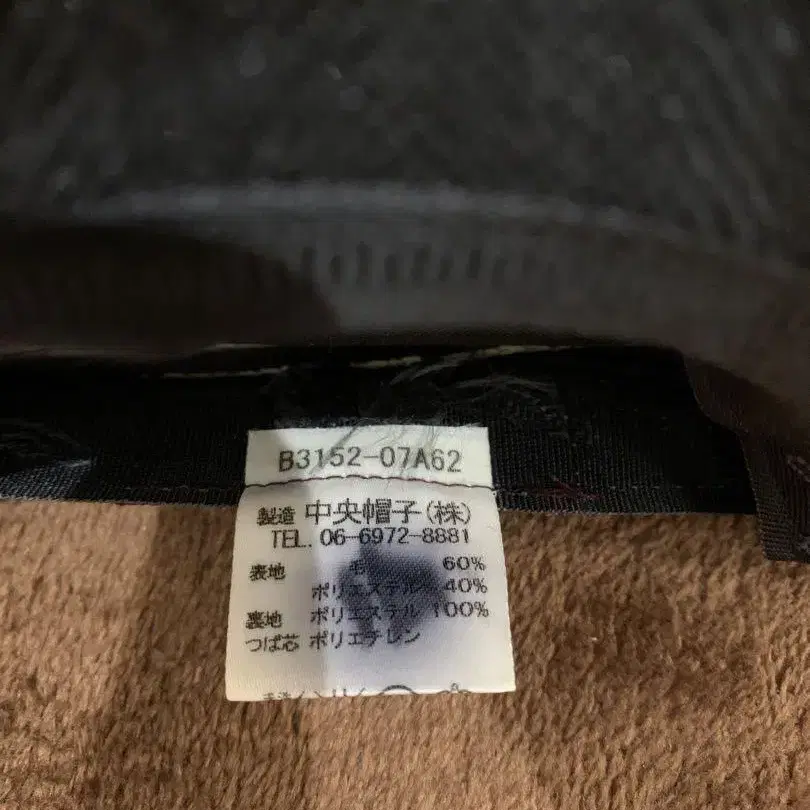 B3152-07A62
製造 中央帽子(株)
TEL. 06-6972-8881
表地 毛 60%
ポリエステル 40%
裏地 ポリエステル 100%
つば芯 ポリエチレン